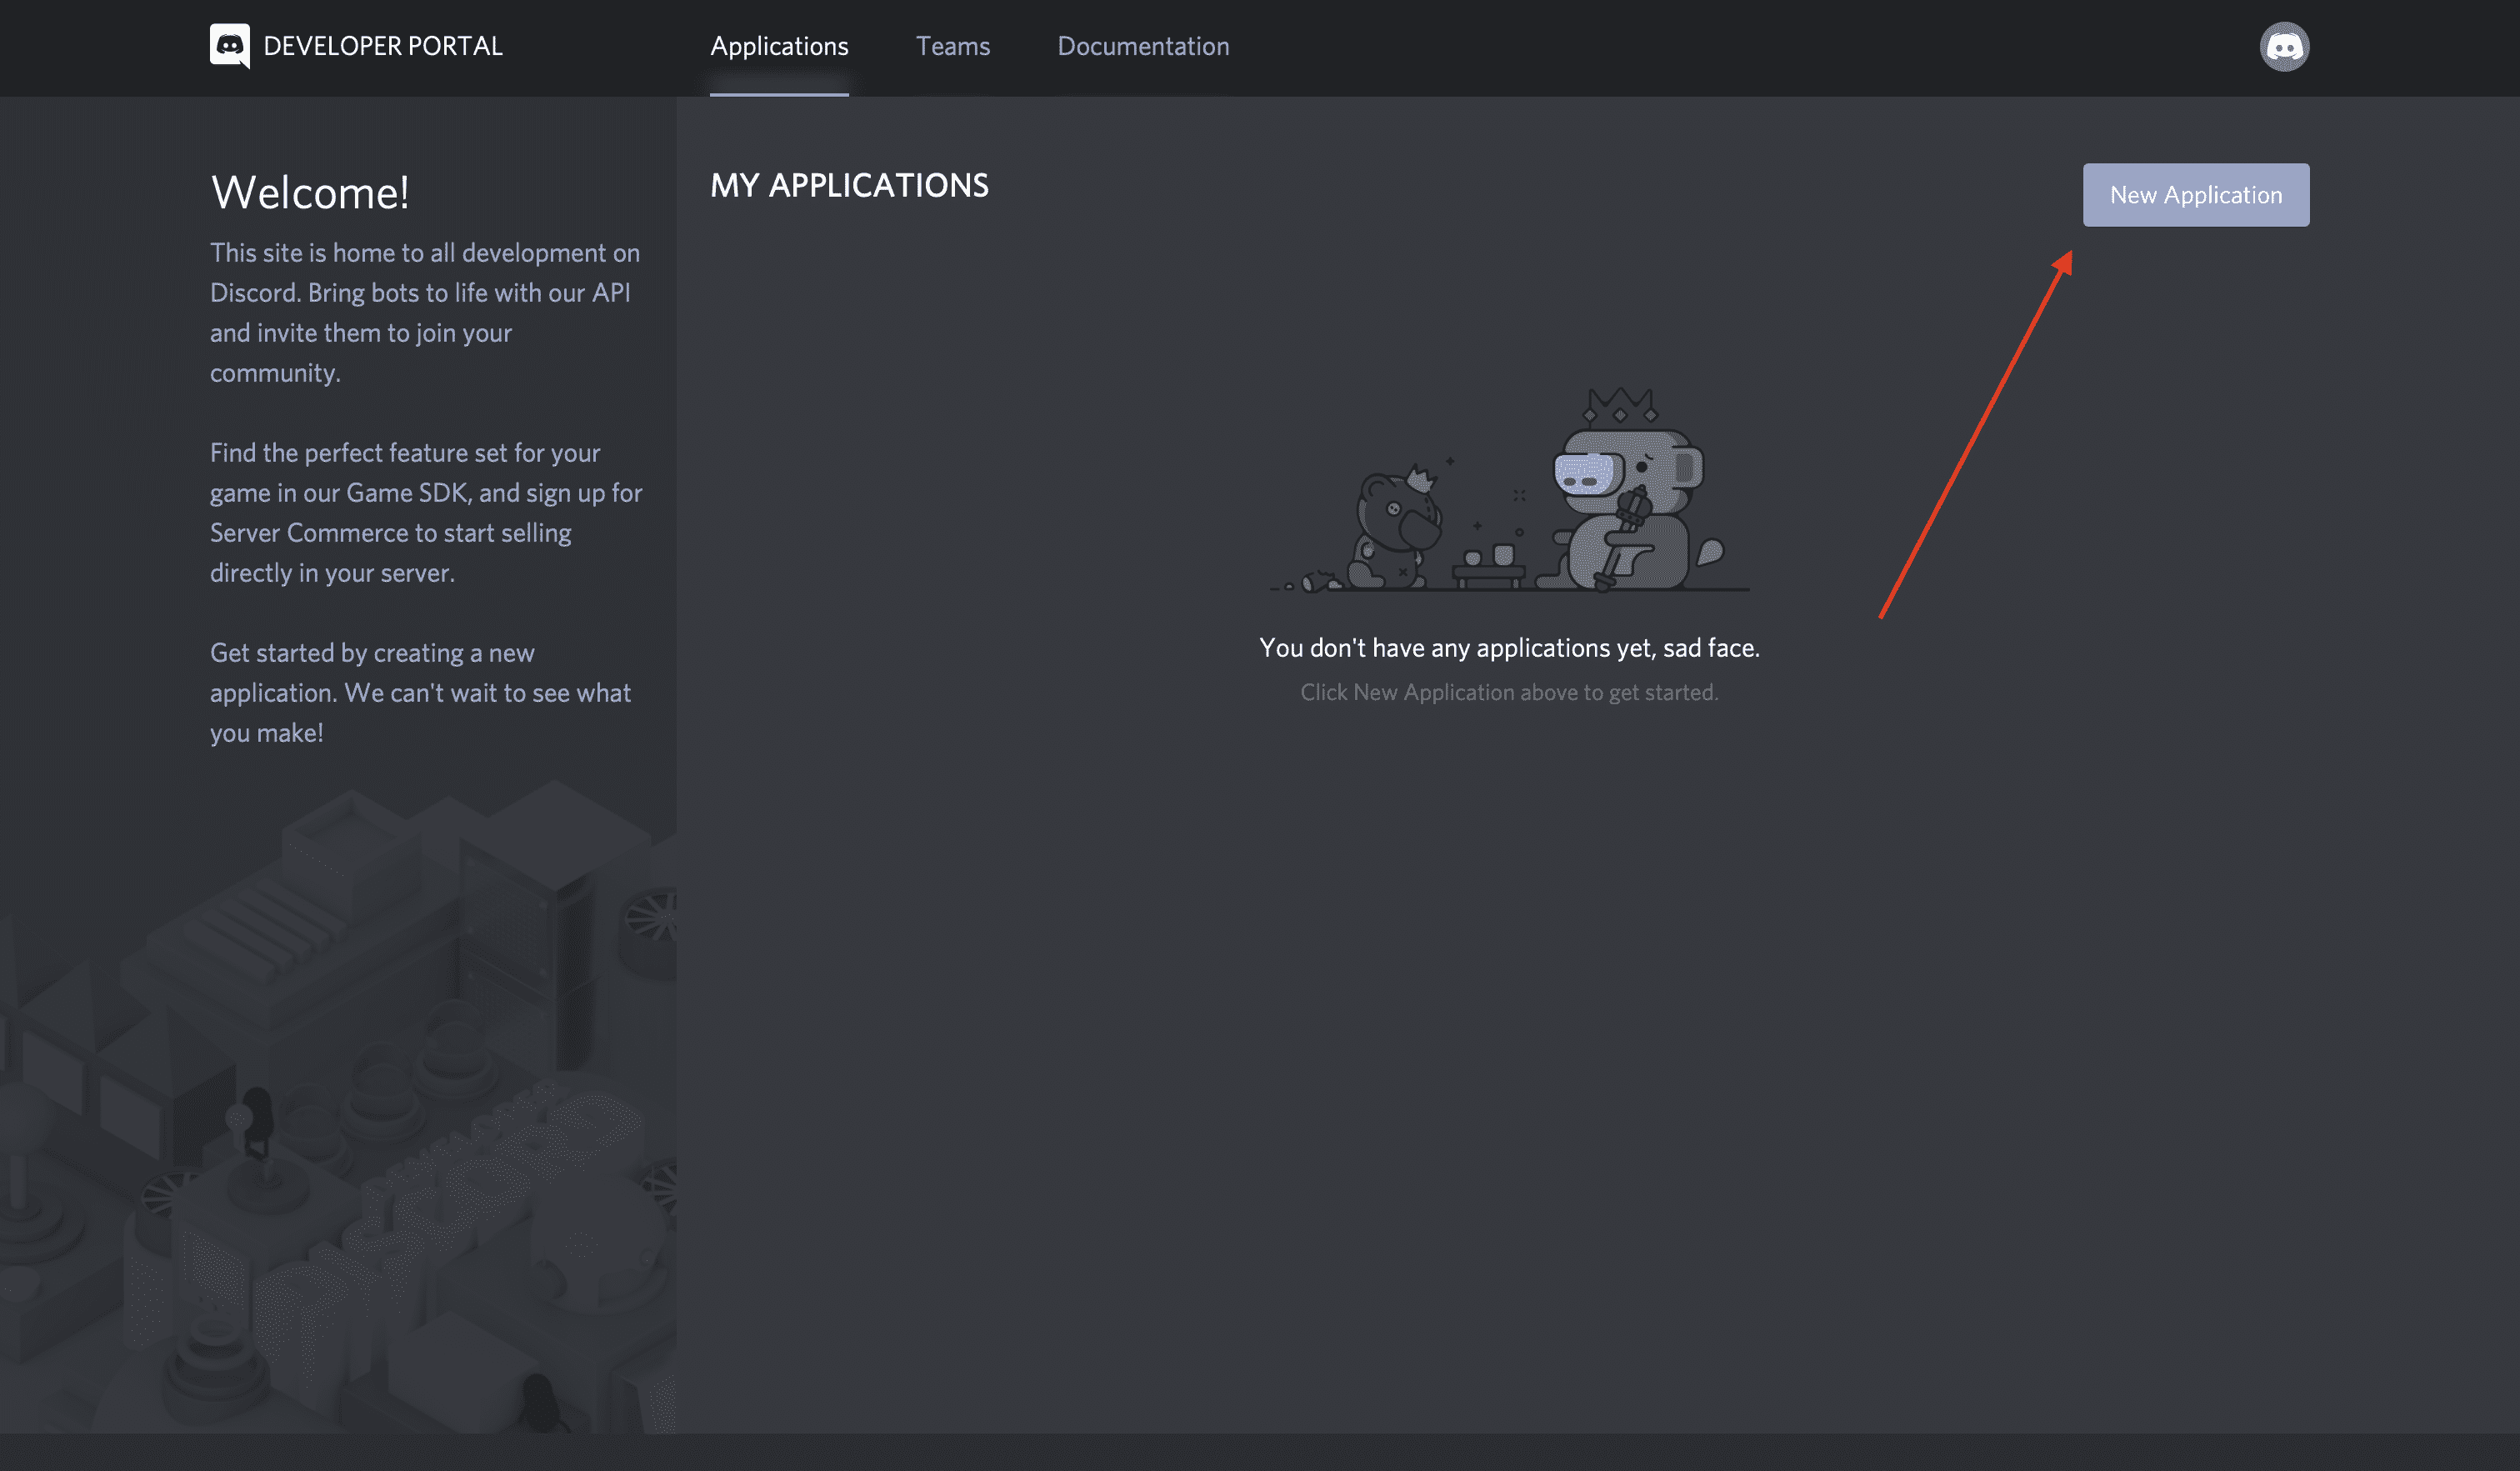 DEVELOPER PORTAL
Applications
Teams
Documentation
Welcome!
This site is home to all development on
Discord. Bring bots to life with our API
and invite them to join your
community.
Find the perfect feature set for your
game in our Game SDK, and sign up for
Server Commerce to start selling
directly in your server.
Get started by creating a new
application. We can't wait to see what
you make!
MY APPLICATIONS
New Application
You don't have any applications yet, sad face.
Click New Application above to get started.